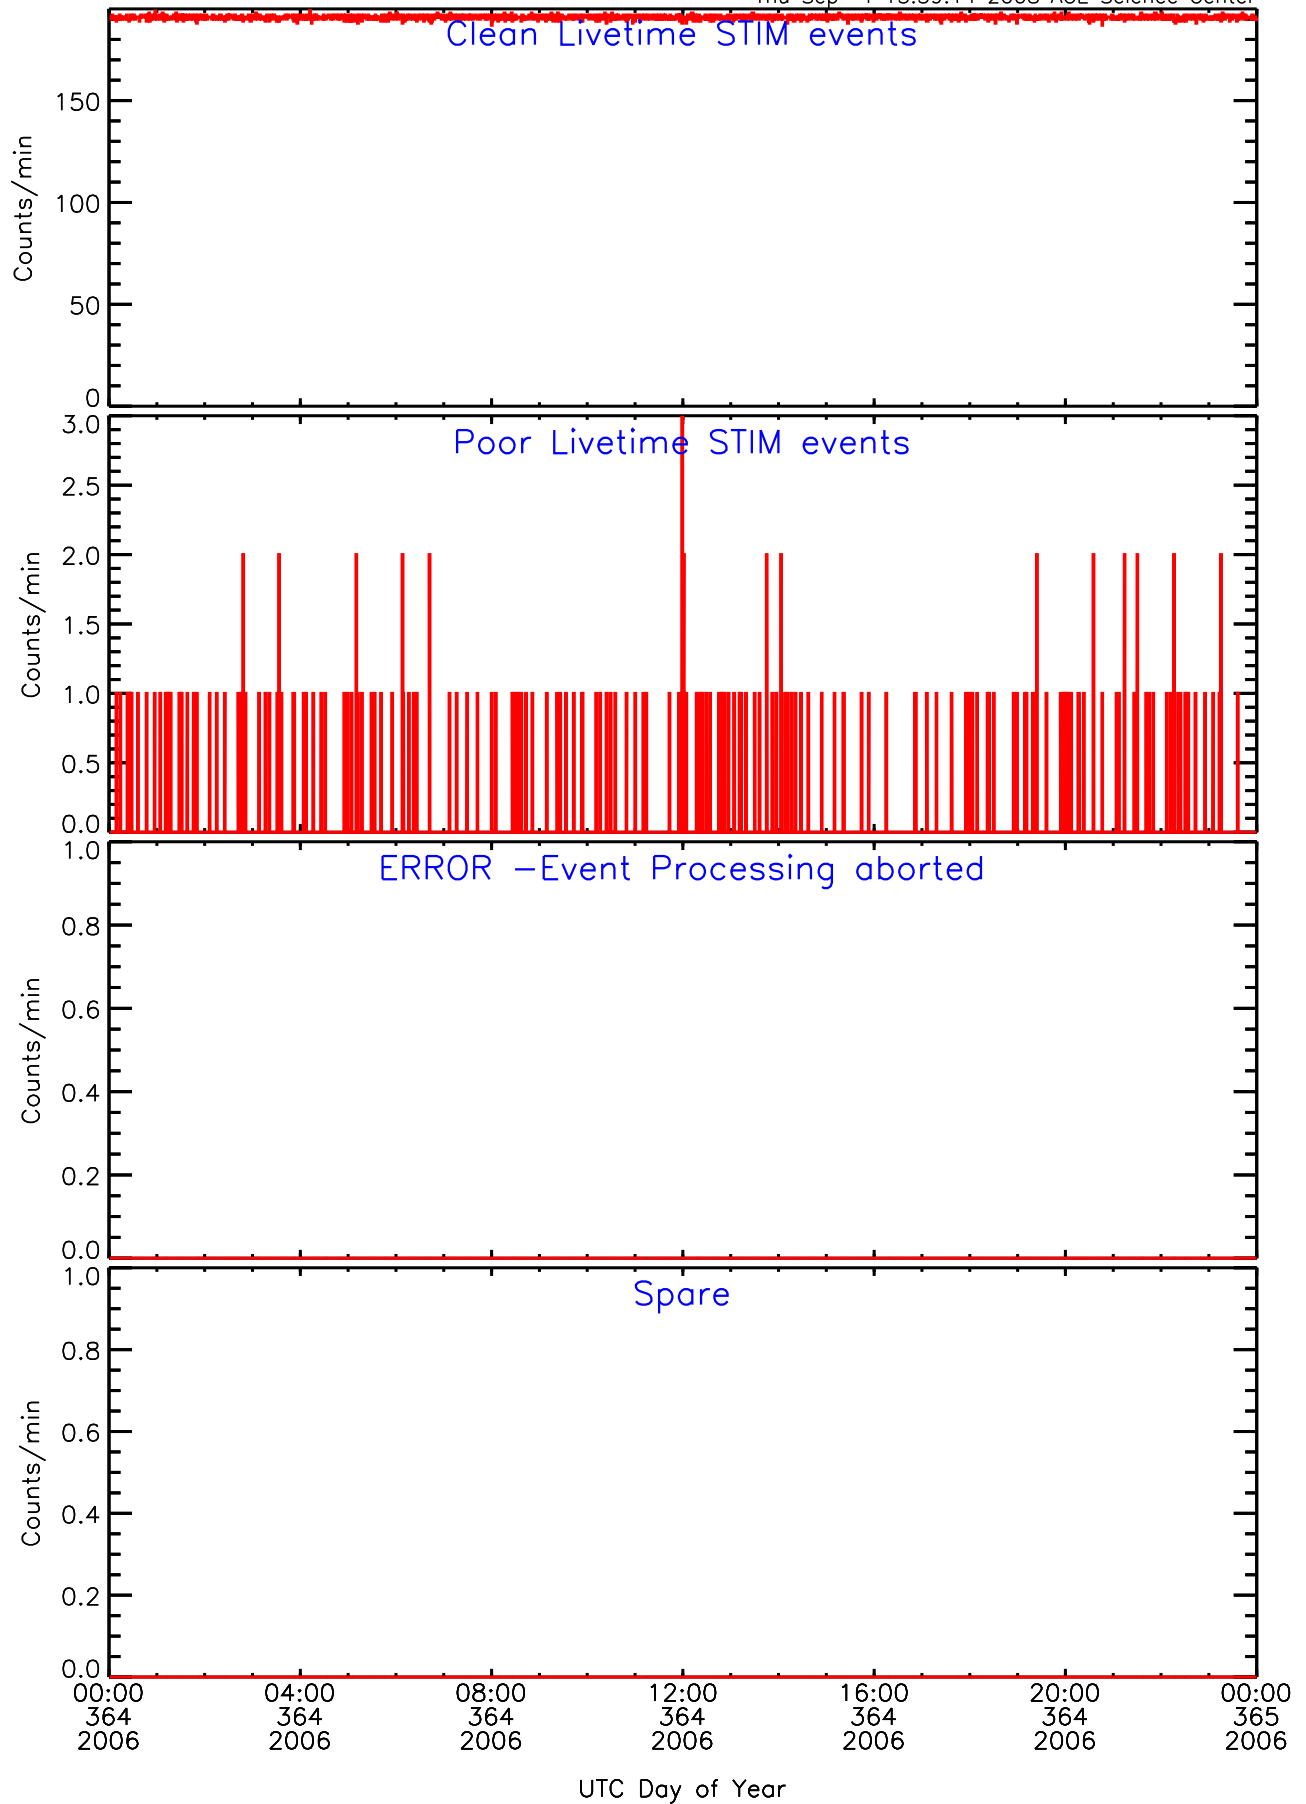 Clean Livetime STIM events
150
100
50
0
Counts/min
Poor Livetime STIM events
3.0
2.5
2.0
1.5
1.0
0.5
0.0
Counts/min
ERROR -Event Processing aborted
1.0
0.8
0.6
0.4
0.2
0.0
Counts/min
Spare
1.0
0.8
0.6
0.4
0.2
0.0
Counts/min
00:00 04:00 08:00 12:00 16:00 20:00 00:00
364 364 364 364 364 364 365
2006 2006 2006 2006 2006 2006 2006
UTC Day of Year